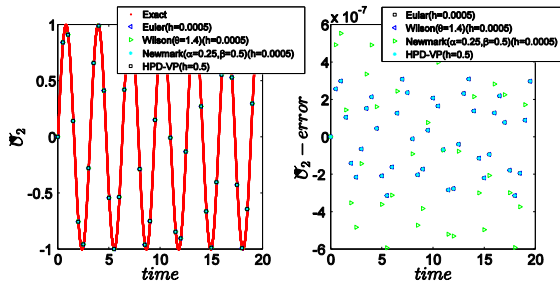 Exact
Euler(h=0.0005)
Wilson(θ=1.4)(h=0.0005)
Newmark(α=0.25,β=0.5)(h=0.0005)
HPD-VP(h=0.5)
1
0.5
0
-0.5
-1
0 5 10 15 20
time
×10⁻⁷
Eular(h=0.0005)
Wilson(θ=1.4)(h=0.0005)
Newmark(α=0.25,β=0.5)(h=0.0005)
HPD-VP(h=0.5)
6
4
2
0
-2
-4
-6
0 5 10 15 20
time